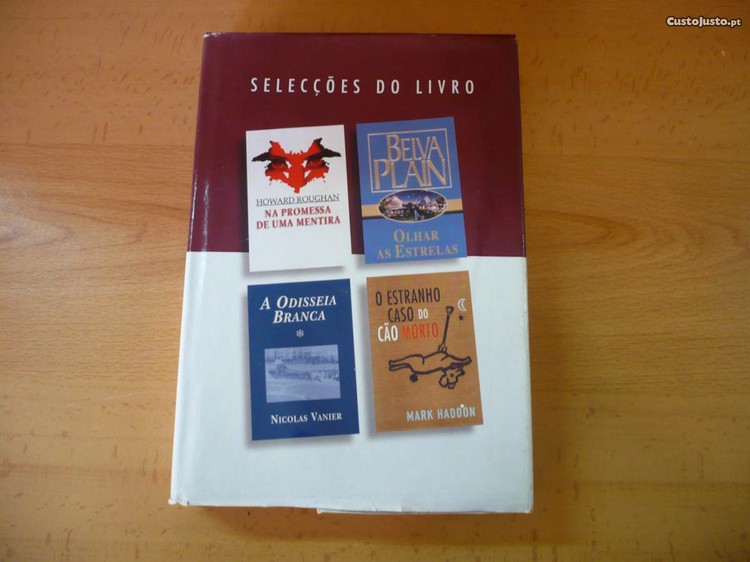 CustoJusto.pt
SELECÇÕES DO LIVRO
HOWARD ROUGHAN
NA PROMESSA
DE UMA MENTIRA
BELVA
PLAIN
OLHAR
AS ESTRELAS
A ODISSEIA
BRANCA
NICOLAS VANIER
O ESTRANHO
CASO DO
CÃO MORTO
MARK HADDON